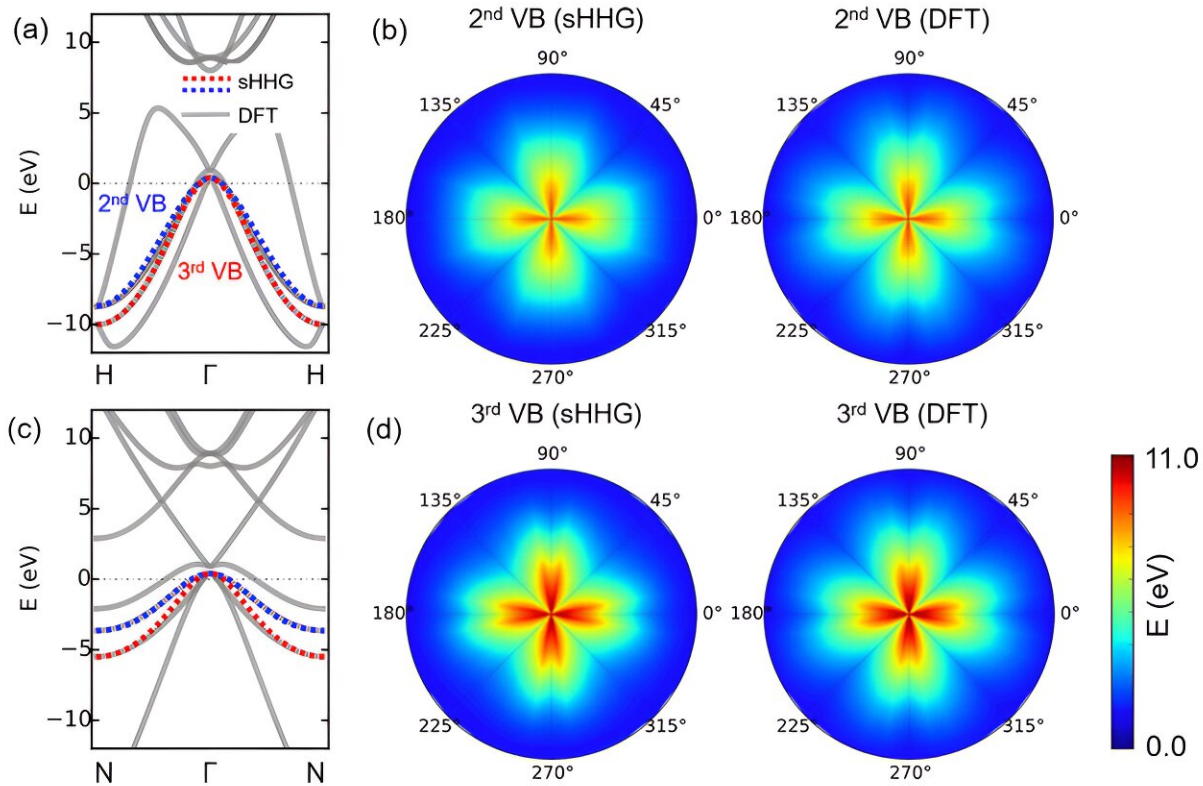 (a)
10
5
0
−5
−10
E (eV)
sHHG
DFT
2nd VB
3rd VB
H Γ H
(b)
2nd VB (sHHG)
90°
135° 45°
180° 0°
225° 315°
270°
2nd VB (DFT)
90°
135° 45°
180° 0°
225° 315°
270°
(c)
10
5
0
−5
−10
E (eV)
N Γ N
(d)
3rd VB (sHHG)
90°
135° 45°
180° 0°
225° 315°
270°
3rd VB (DFT)
90°
135° 45°
180° 0°
225° 315°
270°
11.0
E (eV)
0.0